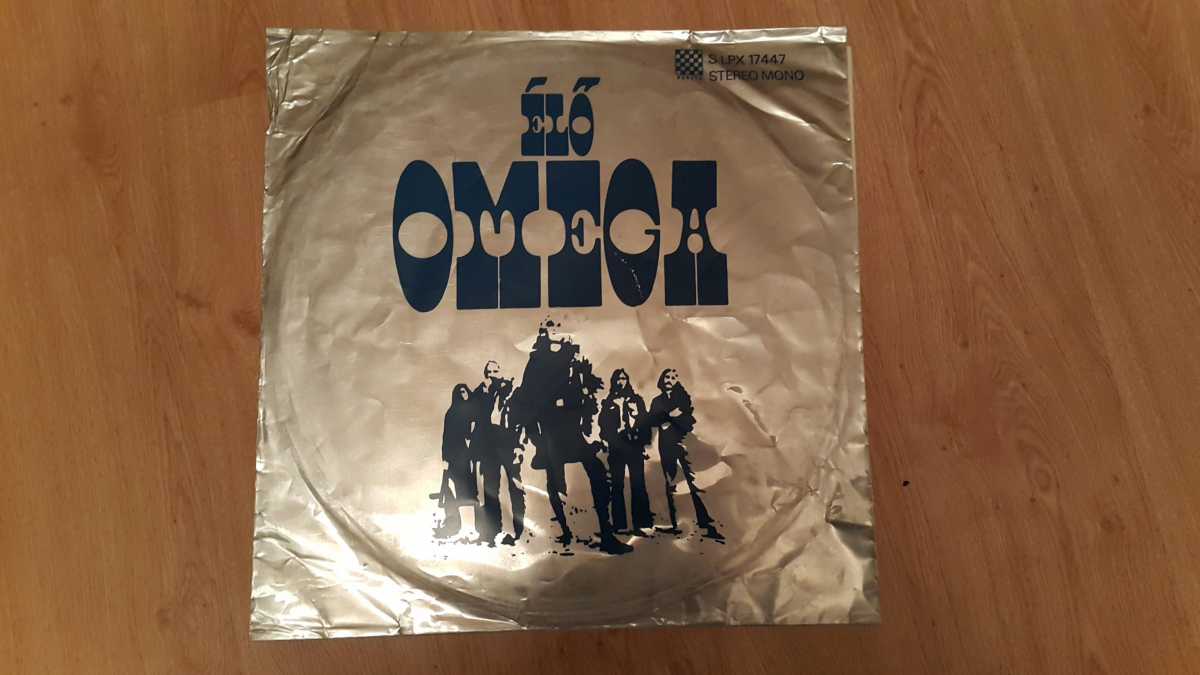 S LPX 17447
STEREO MONO
ÉLŐ
OMEGA